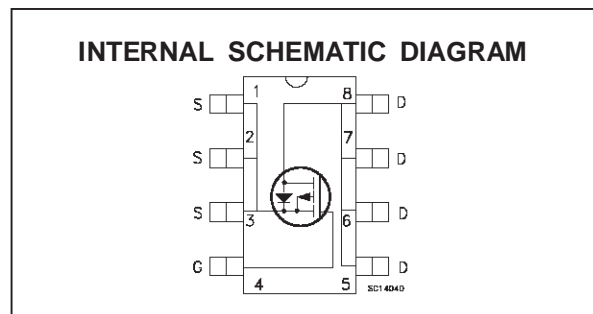 INTERNAL SCHEMATIC DIAGRAM
S 1 8 D
S 2 7 D
S 3 6 D
G 4 5 D
SC14040